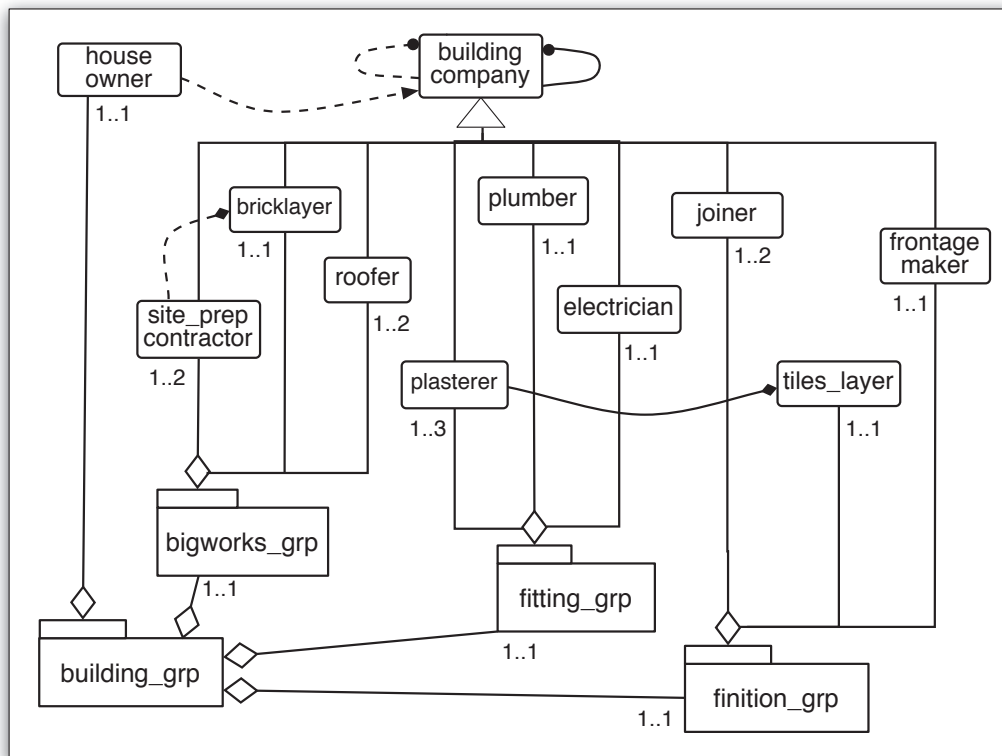 house
owner
1..1
building
company
bricklayer
1..1
plumber
1..1
joiner
1..2
frontage
maker
1..1
roofer
1..2
site_prep
contractor
1..2
electrician
1..1
plasterer
1..3
tiles_layer
1..1
bigworks_grp
1..1
fitting_grp
1..1
building_grp
finition_grp
1..1